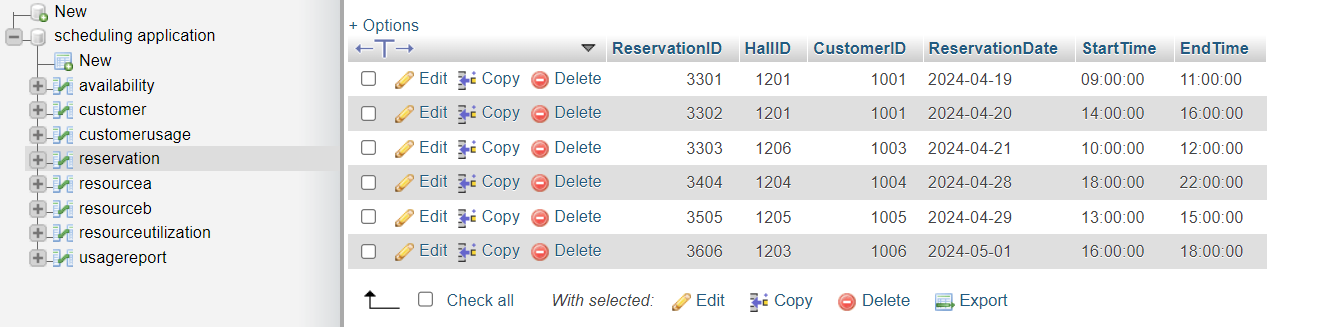 New
scheduling application
New
availability
customer
customerusage
reservation
resourcea
resourceb
resourceutilization
usagereport
+ Options
ReservationID HallID CustomerID ReservationDate StartTime EndTime
Edit Copy Delete 3301 1201 1001 2024-04-19 09:00:00 11:00:00
Edit Copy Delete 3302 1201 1001 2024-04-20 14:00:00 16:00:00
Edit Copy Delete 3303 1206 1003 2024-04-21 10:00:00 12:00:00
Edit Copy Delete 3404 1204 1004 2024-04-28 18:00:00 22:00:00
Edit Copy Delete 3505 1205 1005 2024-04-29 13:00:00 15:00:00
Edit Copy Delete 3606 1203 1006 2024-05-01 16:00:00 18:00:00
Check all With selected: Edit Copy Delete Export